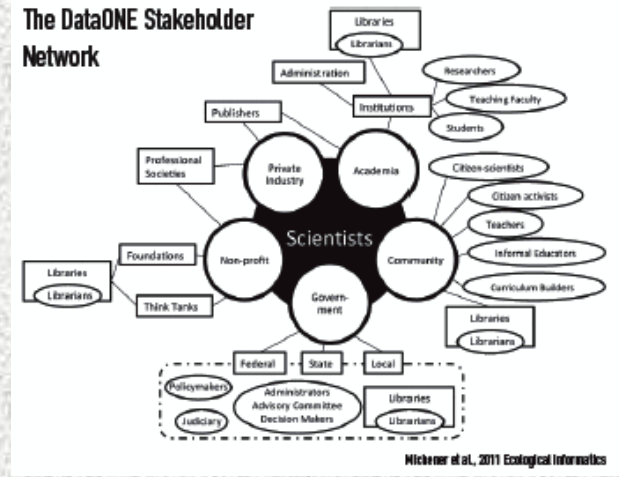 The DataONE Stakeholder
Network
Libraries
Librarians
Administration
Researchers
Institutions
Teaching Faculty
Students
Publishers
Professional
Societies
Private
Industry
Academia
Citizen-scientists
Citizen activists
Teachers
Informal Educators
Curriculum Builders
Scientists
Foundations
Non-profit
Community
Libraries
Librarians
Think Tanks
Govern-
ment
Libraries
Librarians
Federal
State
Local
Policymakers
Administrators
Advisory Committee
Decision Makers
Libraries
Librarians
Judiciary
Michener et al., 2011 Ecological Informatics